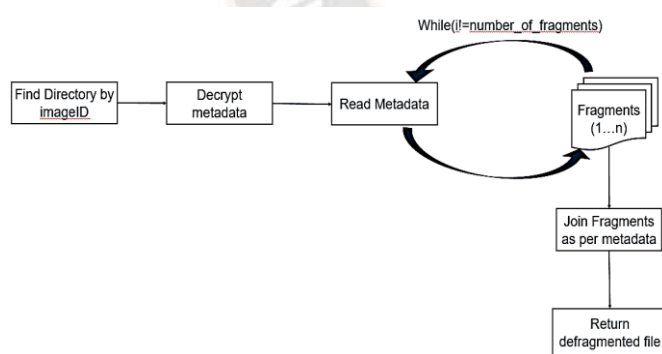 While(i!=number_of_fragments)
Find Directory by
imageID
Decrypt
metadata
Read Metadata
Fragments
(1...n)
Join Fragments
as per metadata
Return
defragmented file